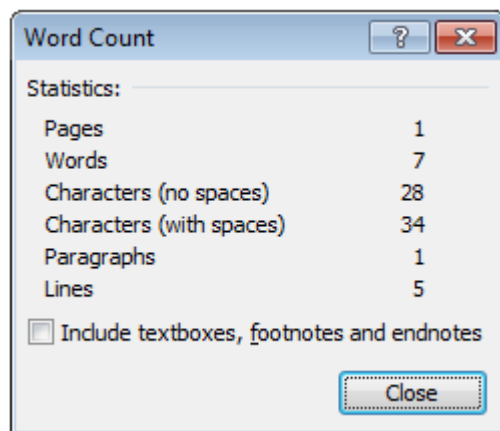 Word Count
Statistics:
Pages 1
Words 7
Characters (no spaces) 28
Characters (with spaces) 34
Paragraphs 1
Lines 5
Include textboxes, footnotes and endnotes
Close